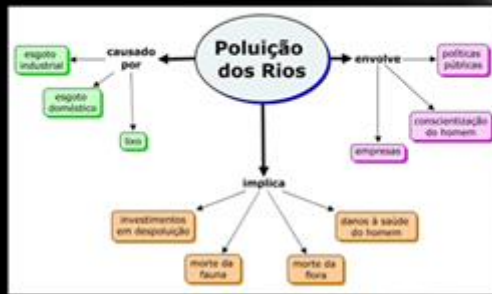 Poluição
dos Rios
causado
por
esgoto
industrial
esgoto
doméstico
lixo
envolve
políticas
públicas
conscientização
do homem
empresas
implica
investimentos
em despoluição
morte da
fauna
morte da
flora
danos à saúde
do homem